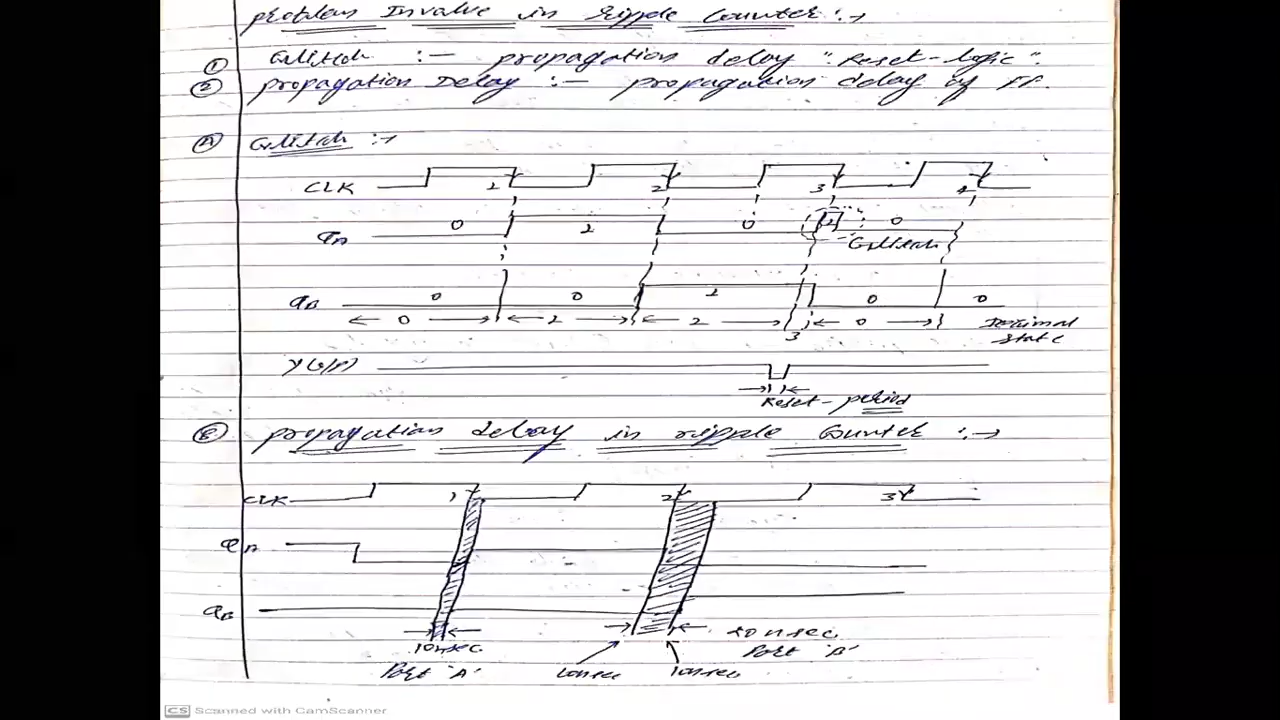 problem Involve in ripple Counter :→
① Glitch :— propagation delay "Reset-logic".
② propagation Delay :— propagation delay of FF.
Ⓐ Glitch :→
CLK 1 2 3 4
QA 0 1 0 1 0
Glitch
QB 0 0 1 0 0
0 1 2 3 0 Decimal state
Y(O/P)
Reset-period
Ⓑ propagation delay in ripple Counter :→
CLK 1 2 3
QA
QB
10nsec 20nsec
Part 'A' 10nsec 10nsec Part 'B'
CS Scanned with CamScanner